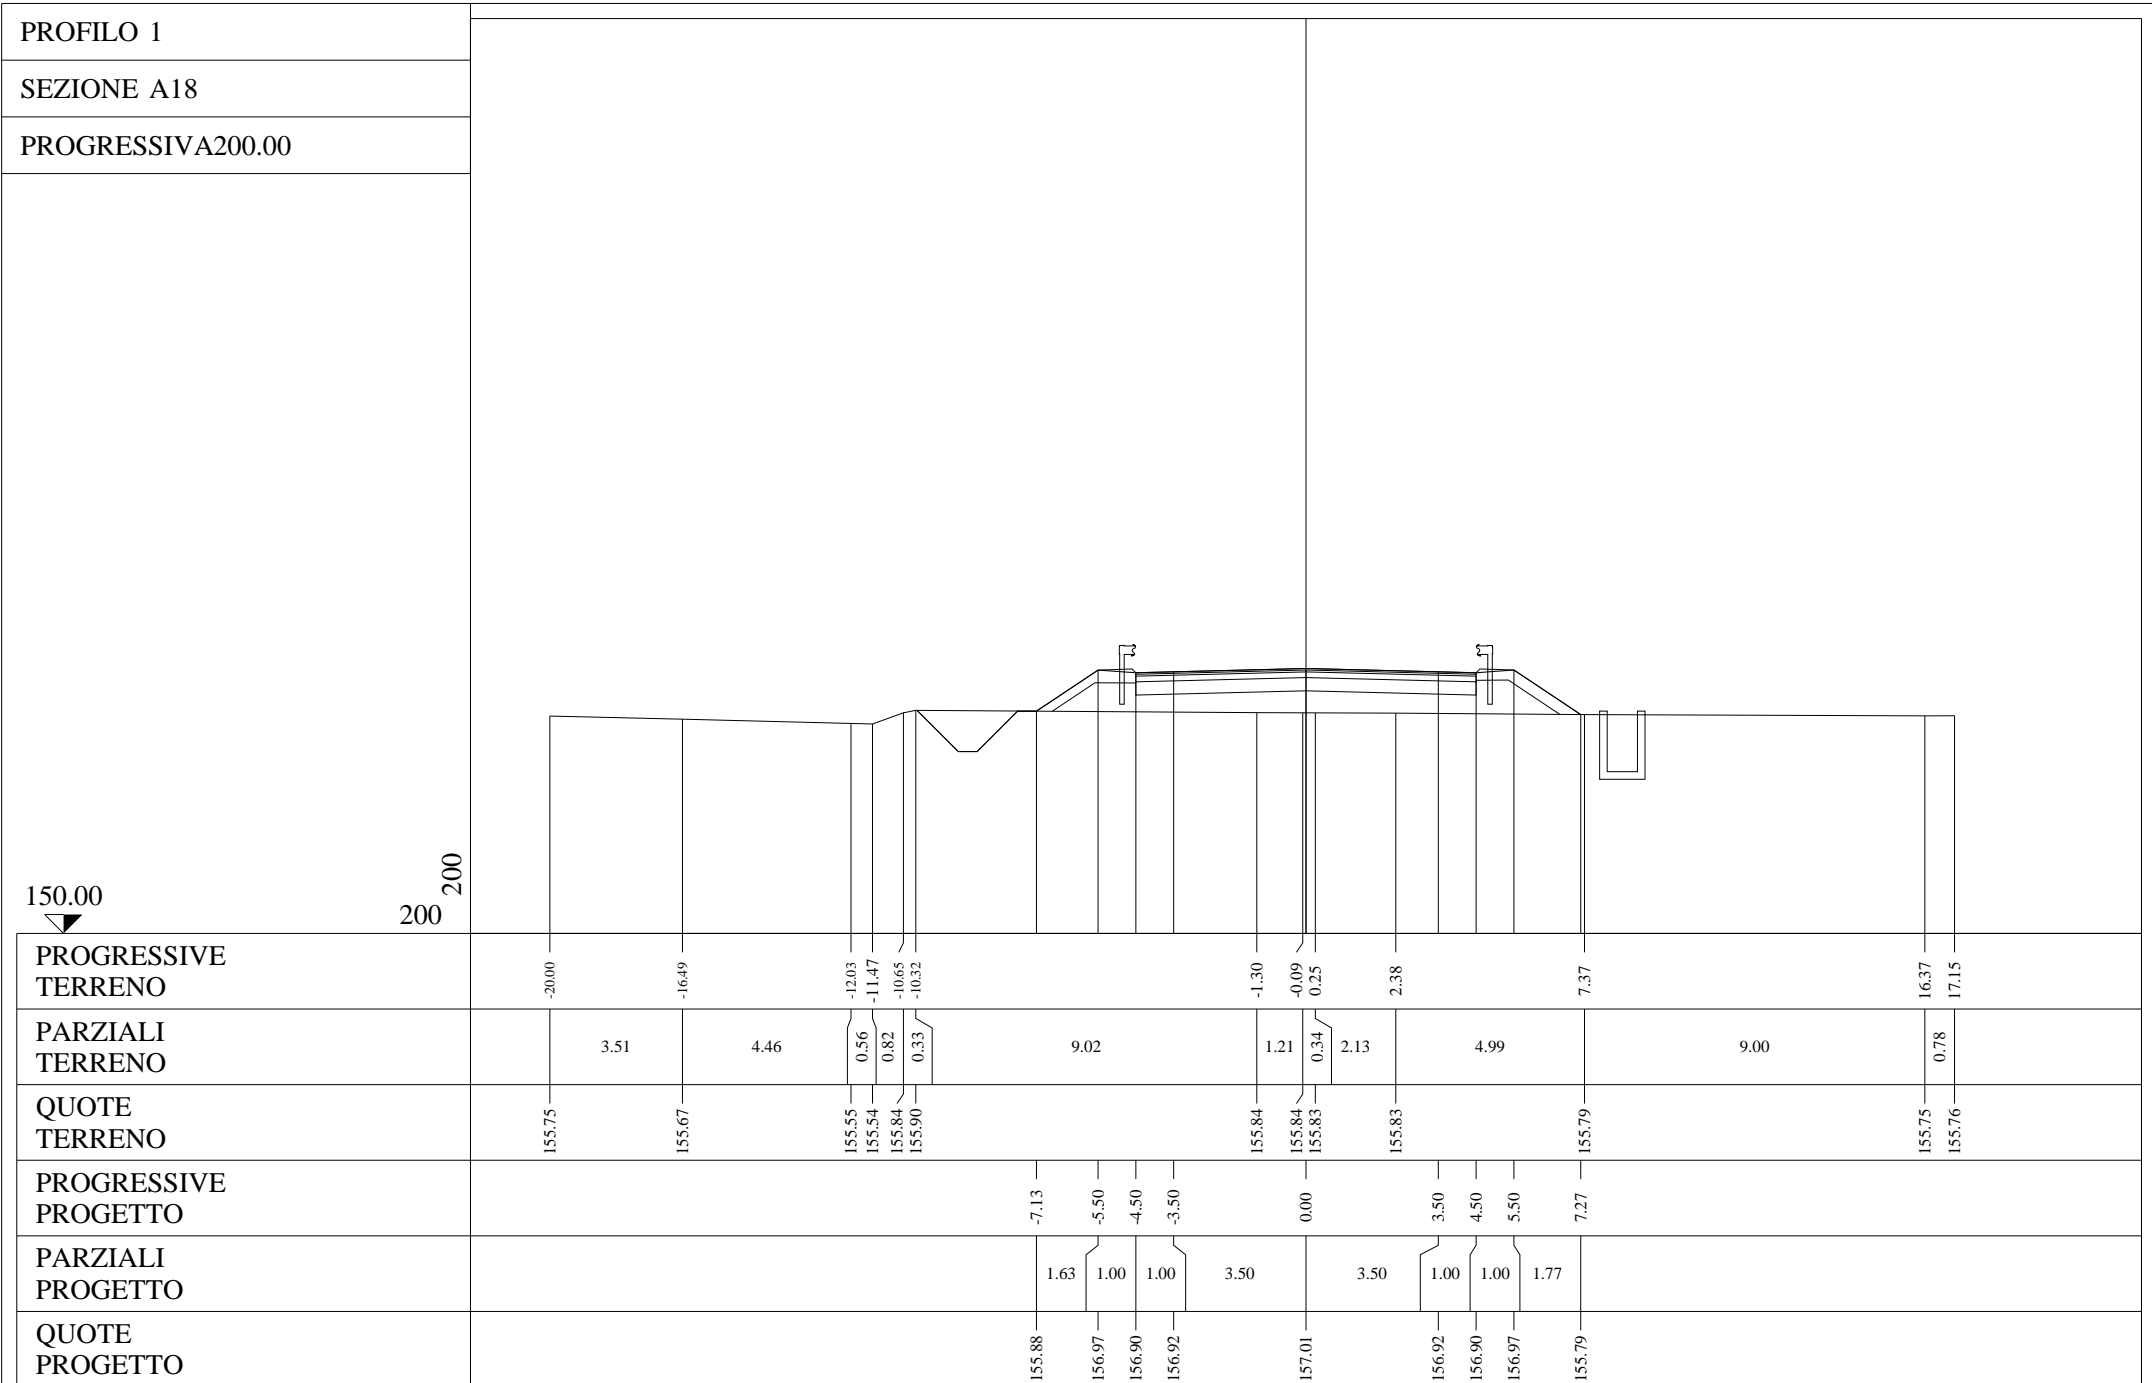 PROFILO 1
SEZIONE A18
PROGRESSIVA200.00
150.00
200
200
PROGRESSIVE
TERRENO
-20.00 -16.49 -12.03 -11.47 -10.65 -10.32 -1.30 -0.09 0.25 2.38 7.37 16.37 17.15
PARZIALI
TERRENO
3.51 4.46 0.56 0.82 0.33 9.02 1.21 0.34 2.13 4.99 9.00 0.78
QUOTE
TERRENO
155.75 155.67 155.55 155.54 155.84 155.90 155.84 155.84 155.83 155.83 155.79 155.75 155.76
PROGRESSIVE
PROGETTO
-7.13 -5.50 -4.50 -3.50 0.00 3.50 4.50 5.50 7.27
PARZIALI
PROGETTO
1.63 1.00 1.00 3.50 3.50 1.00 1.00 1.77
QUOTE
PROGETTO
155.88 156.97 156.90 156.92 157.01 156.92 156.90 156.97 155.79